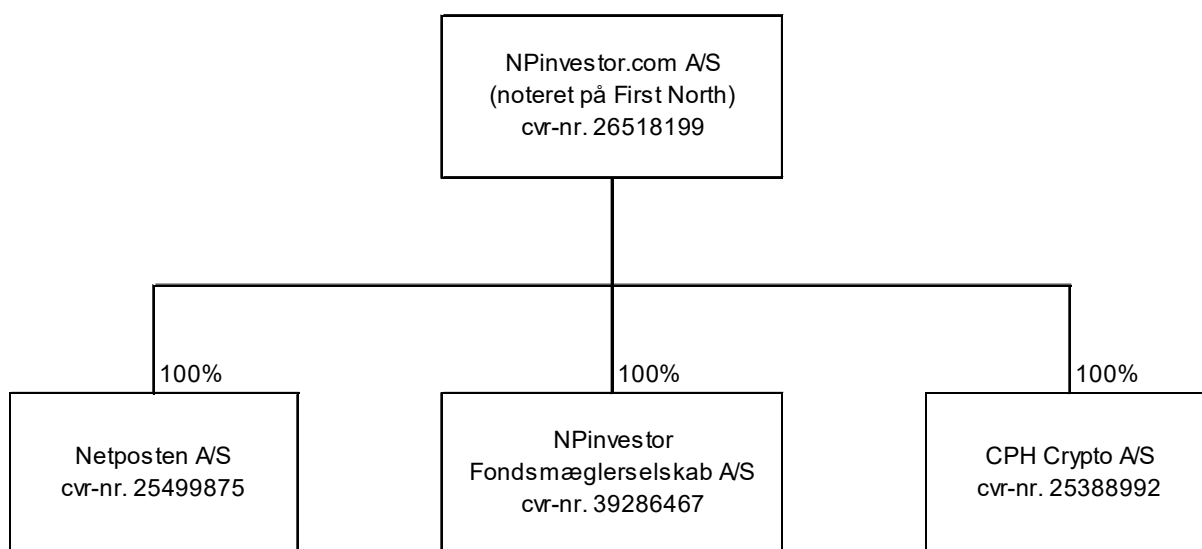 NPinvestor.com A/S
(noteret på First North)
cvr-nr. 26518199
100%
100%
100%
Netposten A/S
cvr-nr. 25499875
NPinvestor
Fondsmæglerselskab A/S
cvr-nr. 39286467
CPH Crypto A/S
cvr-nr. 25388992